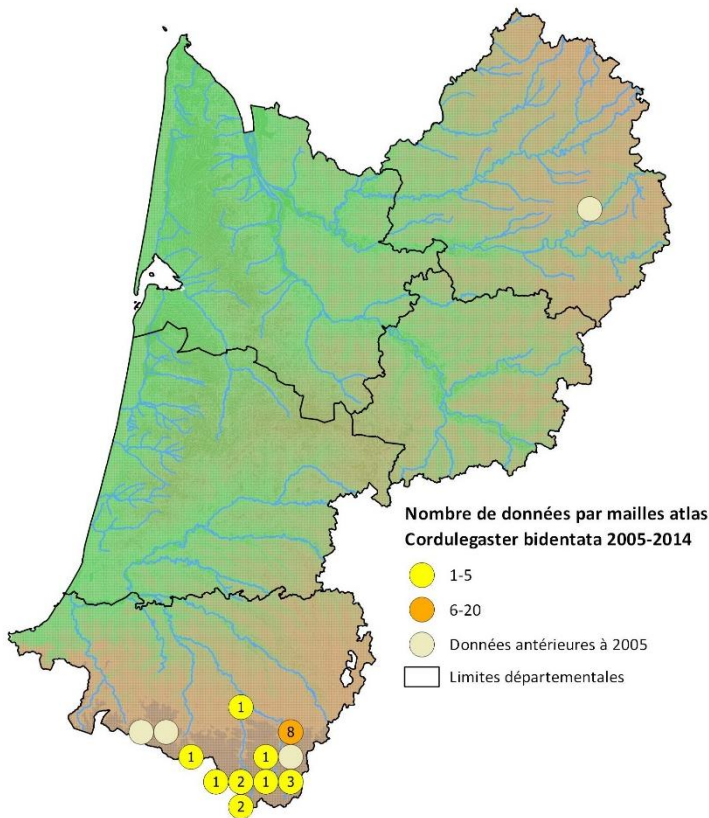 Nombre de données par mailles atlas
Cordulegaster bidentata 2005-2014
1-5
6-20
Données antérieures à 2005
Limites départementales
1
8
1
1
1
2
1
3
2